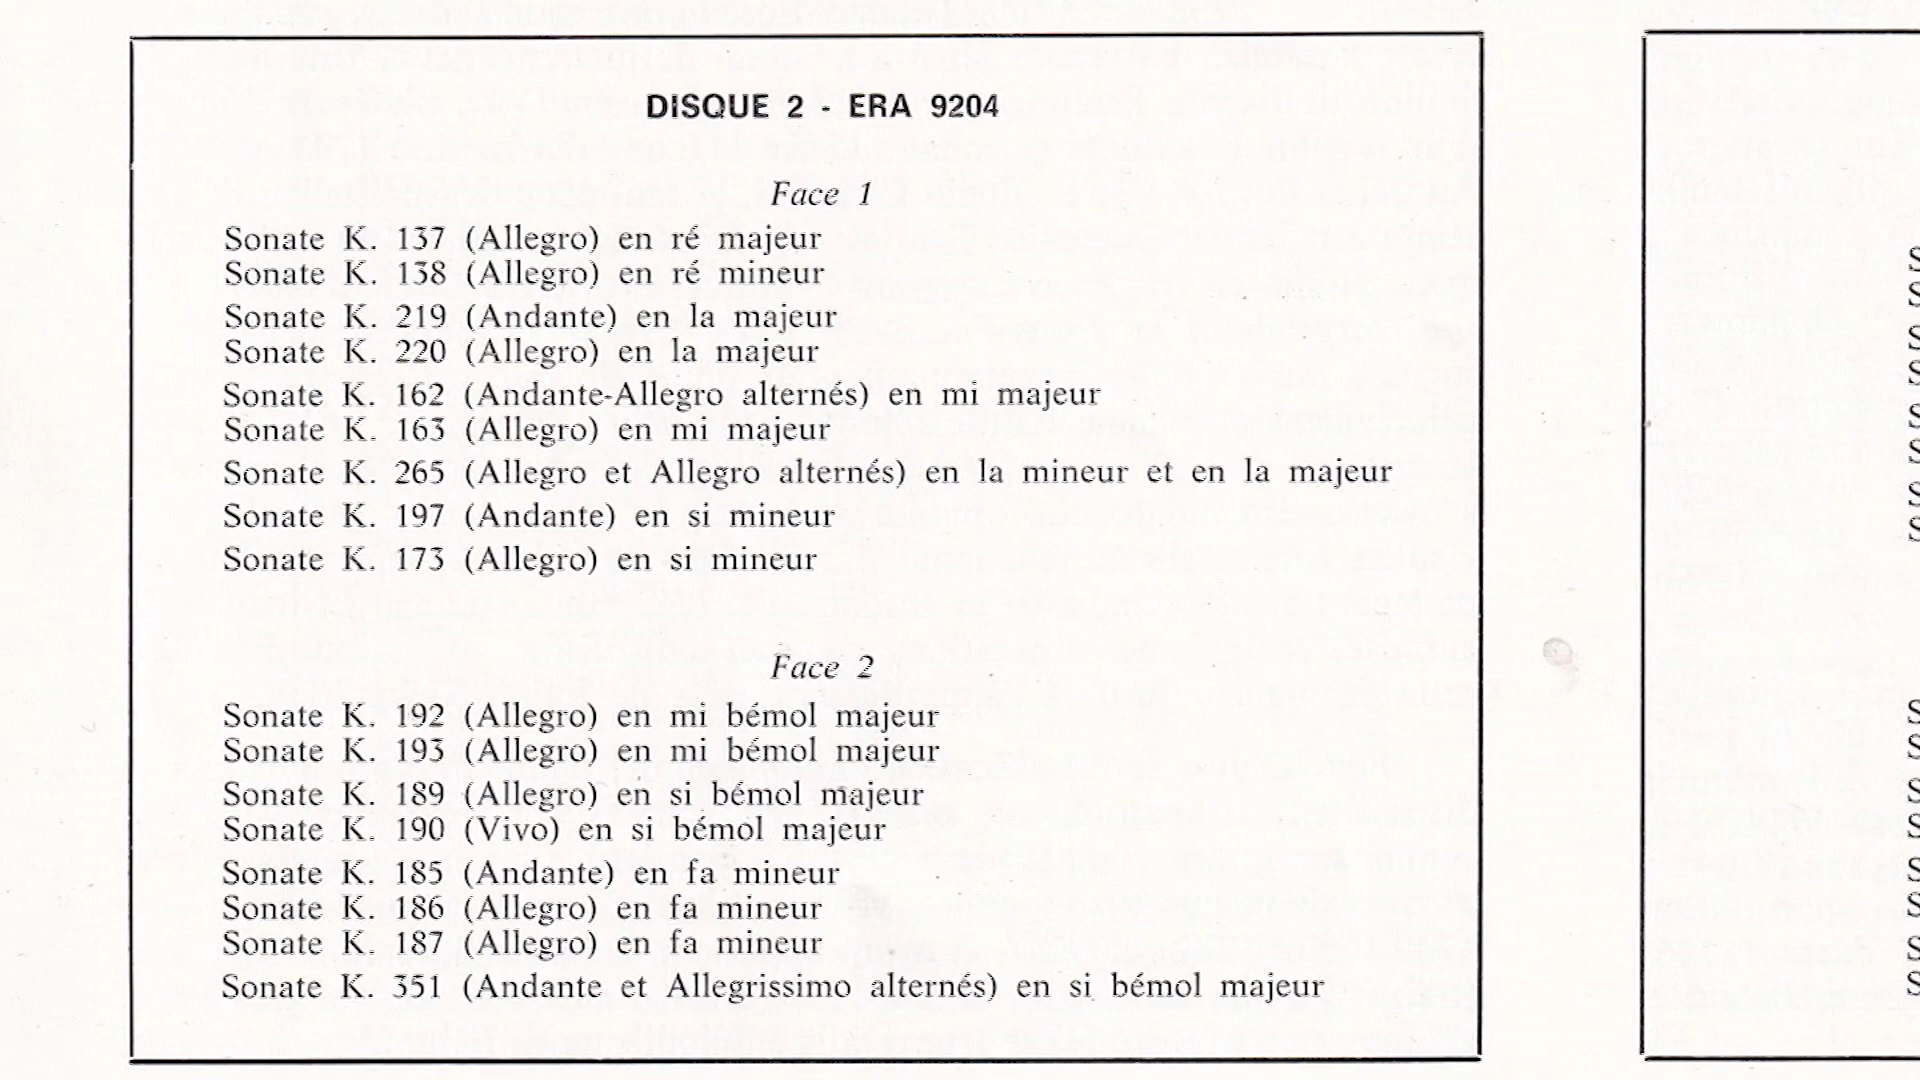 DISQUE 2 - ERA 9204
Face 1
Sonate K. 137 (Allegro) en ré majeur
Sonate K. 138 (Allegro) en ré mineur
Sonate K. 219 (Andante) en la majeur
Sonate K. 220 (Allegro) en la majeur
Sonate K. 162 (Andante-Allegro alternés) en mi majeur
Sonate K. 163 (Allegro) en mi majeur
Sonate K. 265 (Allegro et Allegro alternés) en la mineur et en la majeur
Sonate K. 197 (Andante) en si mineur
Sonate K. 173 (Allegro) en si mineur
Face 2
Sonate K. 192 (Allegro) en mi bémol majeur
Sonate K. 193 (Allegro) en mi bémol majeur
Sonate K. 189 (Allegro) en si bémol majeur
Sonate K. 190 (Vivo) en si bémol majeur
Sonate K. 185 (Andante) en fa mineur
Sonate K. 186 (Allegro) en fa mineur
Sonate K. 187 (Allegro) en fa mineur
Sonate K. 351 (Andante et Allegrissimo alternés) en si bémol majeur